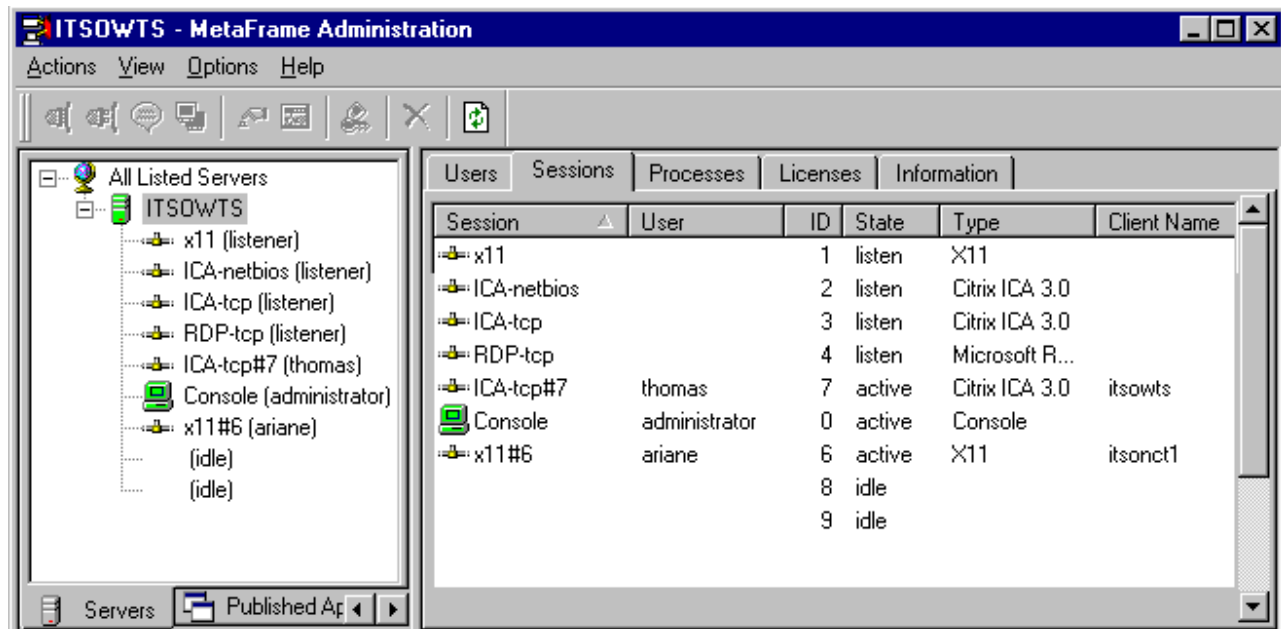 ITSOWTS - MetaFrame Administration
Actions View Options Help
All Listed Servers
ITSOWTS
x11 (listener)
ICA-netbios (listener)
ICA-tcp (listener)
RDP-tcp (listener)
ICA-tcp#7 (thomas)
Console (administrator)
x11#6 (ariane)
(idle)
(idle)
Servers Published Ap
Users Sessions Processes Licenses Information
Session User ID State Type Client Name
x11 1 listen X11
ICA-netbios 2 listen Citrix ICA 3.0
ICA-tcp 3 listen Citrix ICA 3.0
RDP-tcp 4 listen Microsoft R...
ICA-tcp#7 thomas 7 active Citrix ICA 3.0 itsowts
Console administrator 0 active Console
x11#6 ariane 6 active X11 itsonct1
8 idle
9 idle